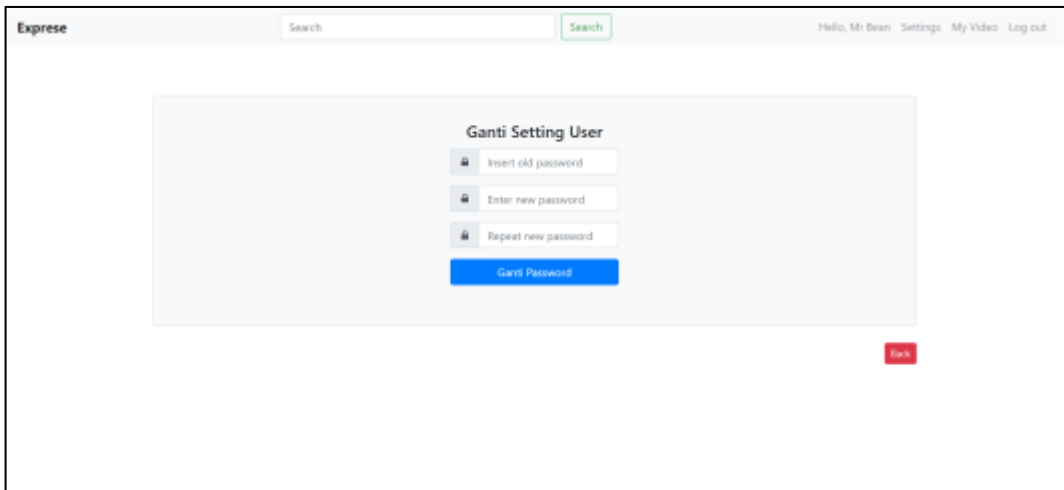 Exprese
Search
Search
Hello, Mr Bean Settings My Video Log out
Ganti Setting User
Insert old password
Enter new password
Repeat new password
Ganti Password
Back